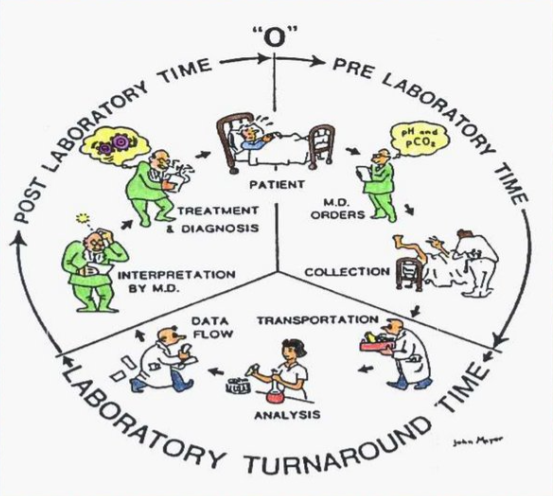 "O"
PRE LABORATORY TIME
POST LABORATORY TIME
pH and
pCO₂
PATIENT
M.D.
ORDERS
TREATMENT
& DIAGNOSIS
COLLECTION
INTERPRETATION
BY M.D.
DATA
FLOW
TRANSPORTATION
ANALYSIS
LABORATORY TURNAROUND TIME
John Mayer